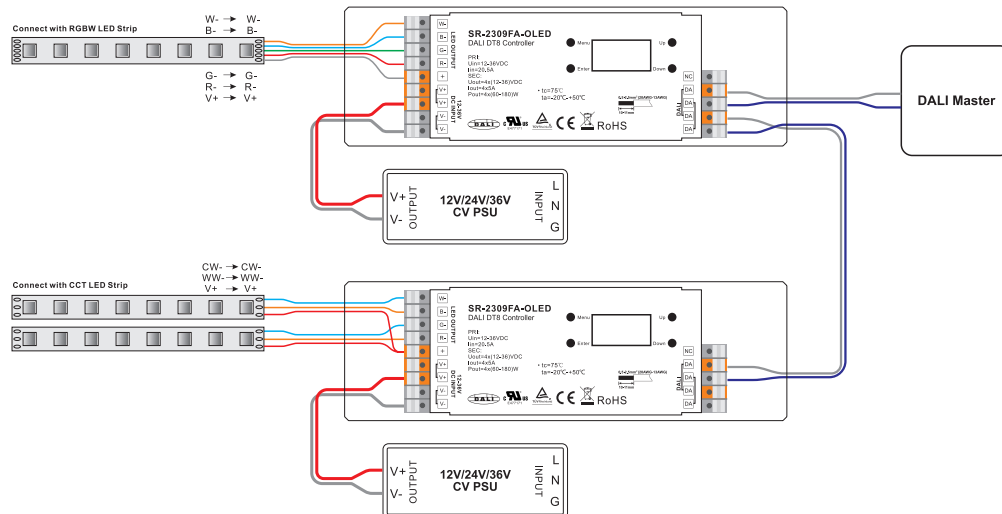 Connect with RGBW LED Strip
W- → W-
B- → B-
G- → G-
R- → R-
V+ → V+
W-
B-
G-
R-
+
V+
V+
V-
V-
LED OUTPUT
DC INPUT
12-36V
SR-2309FA-OLED
DALI DT8 Controller
PRI:
Uin=12-36VDC
Iin=20.5A
SEC:
Uout=4x(12-36)VDC
Iout=4x5A
Pout=4x(60-180)W
Menu
Enter
Up
Down
• tc=75℃
ta=-20℃-+50℃
DALI
RoHS
NC
DA
DA
DA
DA
DALI
DALI Master
V+
V-
OUTPUT
12V/24V/36V
CV PSU
INPUT
L
N
G
Connect with CCT LED Strip
CW- → CW-
WW- → WW-
V+ → V+
W-
B-
G-
R-
+
V+
V+
V-
V-
LED OUTPUT
DC INPUT
12-36V
SR-2309FA-OLED
DALI DT8 Controller
PRI:
Uin=12-36VDC
Iin=20.5A
SEC:
Uout=4x(12-36)VDC
Iout=4x5A
Pout=4x(60-180)W
Menu
Enter
Up
Down
• tc=75℃
ta=-20℃-+50℃
DALI
RoHS
NC
DA
DA
DA
DA
DALI
V+
V-
OUTPUT
12V/24V/36V
CV PSU
INPUT
L
N
G